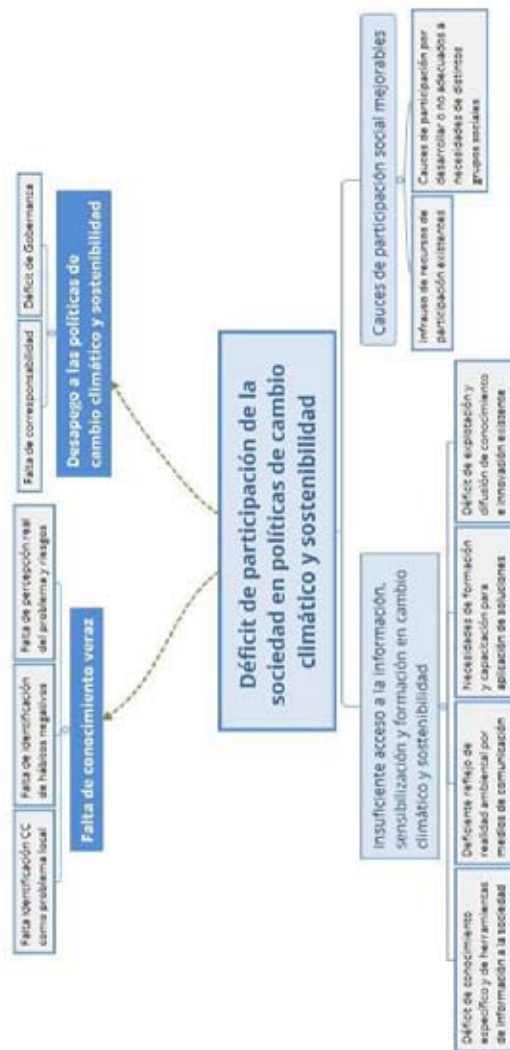 Falta identificación CC
como problema local
Falta de identificación
de hábitos negativos
Falta de percepción real
del problema y riesgos
Falta de corresponsabilidad
Déficit de Gobernanza
Falta de conocimiento veraz
Desapego a las políticas de
cambio climático y sostenibilidad
Déficit de participación de la
sociedad en políticas de cambio
climático y sostenibilidad
Insuficiente acceso a la información,
sensibilización y formación en cambio
climático y sostenibilidad
Cauces de participación social mejorables
Déficit de conocimiento
específico y de herramientas
de información a la sociedad
Deficiente reflejo de
realidad ambiental por
medios de comunicación
Necesidades de formación
y capacitación para
aplicación de soluciones
Déficit de explotación y
difusión de conocimiento
e innovación existente
Infrauso de recursos de
participación existentes
Cauces de participación por
desarrollar o no adecuados a
necesidades de distintos
grupos sociales